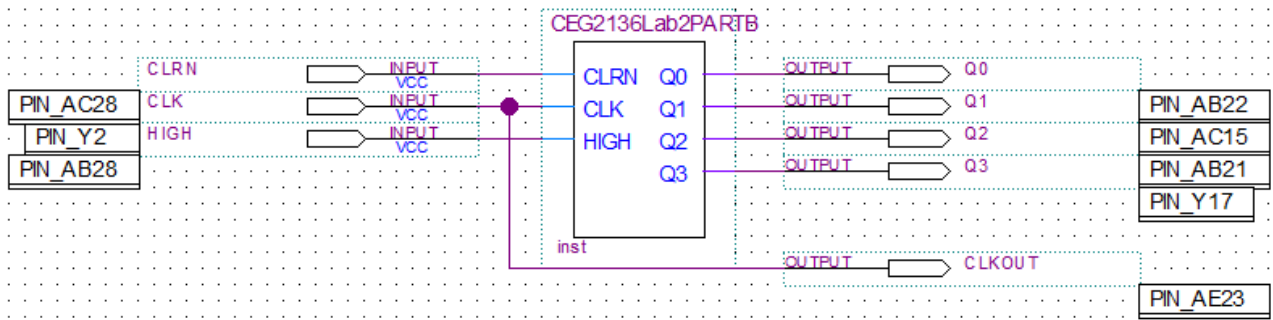 CEG2136Lab2PARTB
CLRN INPUT VCC CLRN Q0 OUTPUT Q0
PIN_AC28 CLK INPUT VCC CLK Q1 OUTPUT Q1 PIN_AB22
PIN_Y2 HIGH INPUT VCC HIGH Q2 OUTPUT Q2 PIN_AC15
PIN_AB28 Q3 OUTPUT Q3 PIN_AB21
PIN_Y17
inst
OUTPUT CLKOUT
PIN_AE23